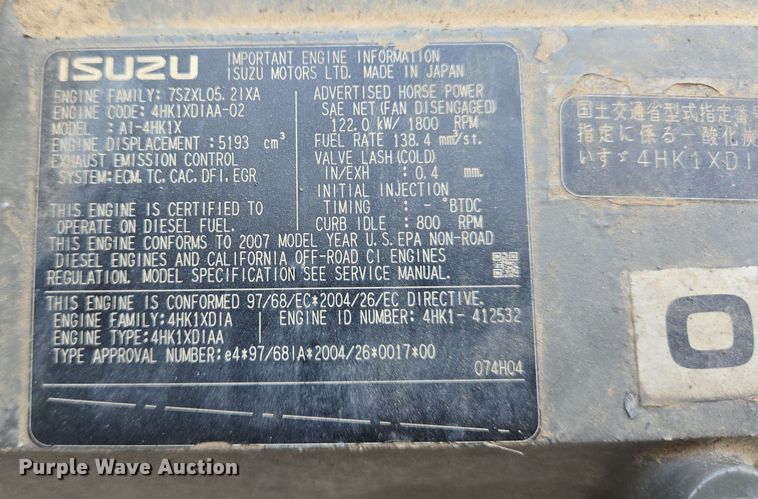 ISUZU
IMPORTANT ENGINE INFORMATION
ISUZU MOTORS LTD. MADE IN JAPAN
ENGINE FAMILY: 7SZXL05.2IXA
ENGINE CODE: 4HK1XDIAA-02
MODEL : AI-4HK1X
ENGINE DISPLACEMENT: 5193 cm³
EXHAUST EMISSION CONTROL
SYSTEM:ECM,TC,CAC,DFI,EGR
THIS ENGINE IS CERTIFIED TO
OPERATE ON DIESEL FUEL.
ADVERTISED HORSE POWER
SAE NET(FAN DISENGAGED)
122.0 kW/ 1800 RPM
FUEL RATE 138.4 mm³/st.
VALVE LASH(COLD)
IN/EXH : 0.4 mm.
INITIAL INJECTION
TIMING : - °BTDC
CURB IDLE : 800 RPM
THIS ENGINE CONFORMS TO 2007 MODEL YEAR U.S.EPA NON-ROAD
DIESEL ENGINES AND CALIFORNIA OFF-ROAD CI ENGINES
REGULATION. MODEL SPECIFICATION SEE SERVICE MANUAL.
THIS ENGINE IS CONFORMED 97/68/EC*2004/26/EC DIRECTIVE.
ENGINE FAMILY:4HK1XDIA
ENGINE TYPE:4HK1XDIAA
ENGINE ID NUMBER: 4HK1- 412532
TYPE APPROVAL NUMBER:e4*97/68IA*2004/26*0017*00
074H04
国土交通省型式指定番
指定に係る一酸化炭
いすゞ 4HK1XDI
O
Purple Wave Auction